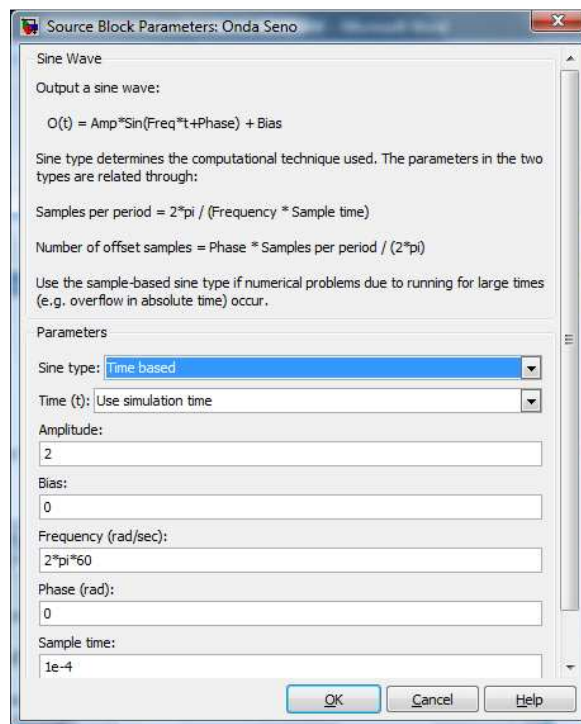 Source Block Parameters: Onda Seno
Sine Wave
Output a sine wave:
O(t) = Amp*Sin(Freq*t+Phase) + Bias
Sine type determines the computational technique used. The parameters in the two
types are related through:
Samples per period = 2*pi / (Frequency * Sample time)
Number of offset samples = Phase * Samples per period / (2*pi)
Use the sample-based sine type if numerical problems due to running for large times
(e.g. overflow in absolute time) occur.
Parameters
Sine type: Time based
Time (t): Use simulation time
Amplitude:
2
Bias:
0
Frequency (rad/sec):
2*pi*60
Phase (rad):
0
Sample time:
1e-4
OK Cancel Help